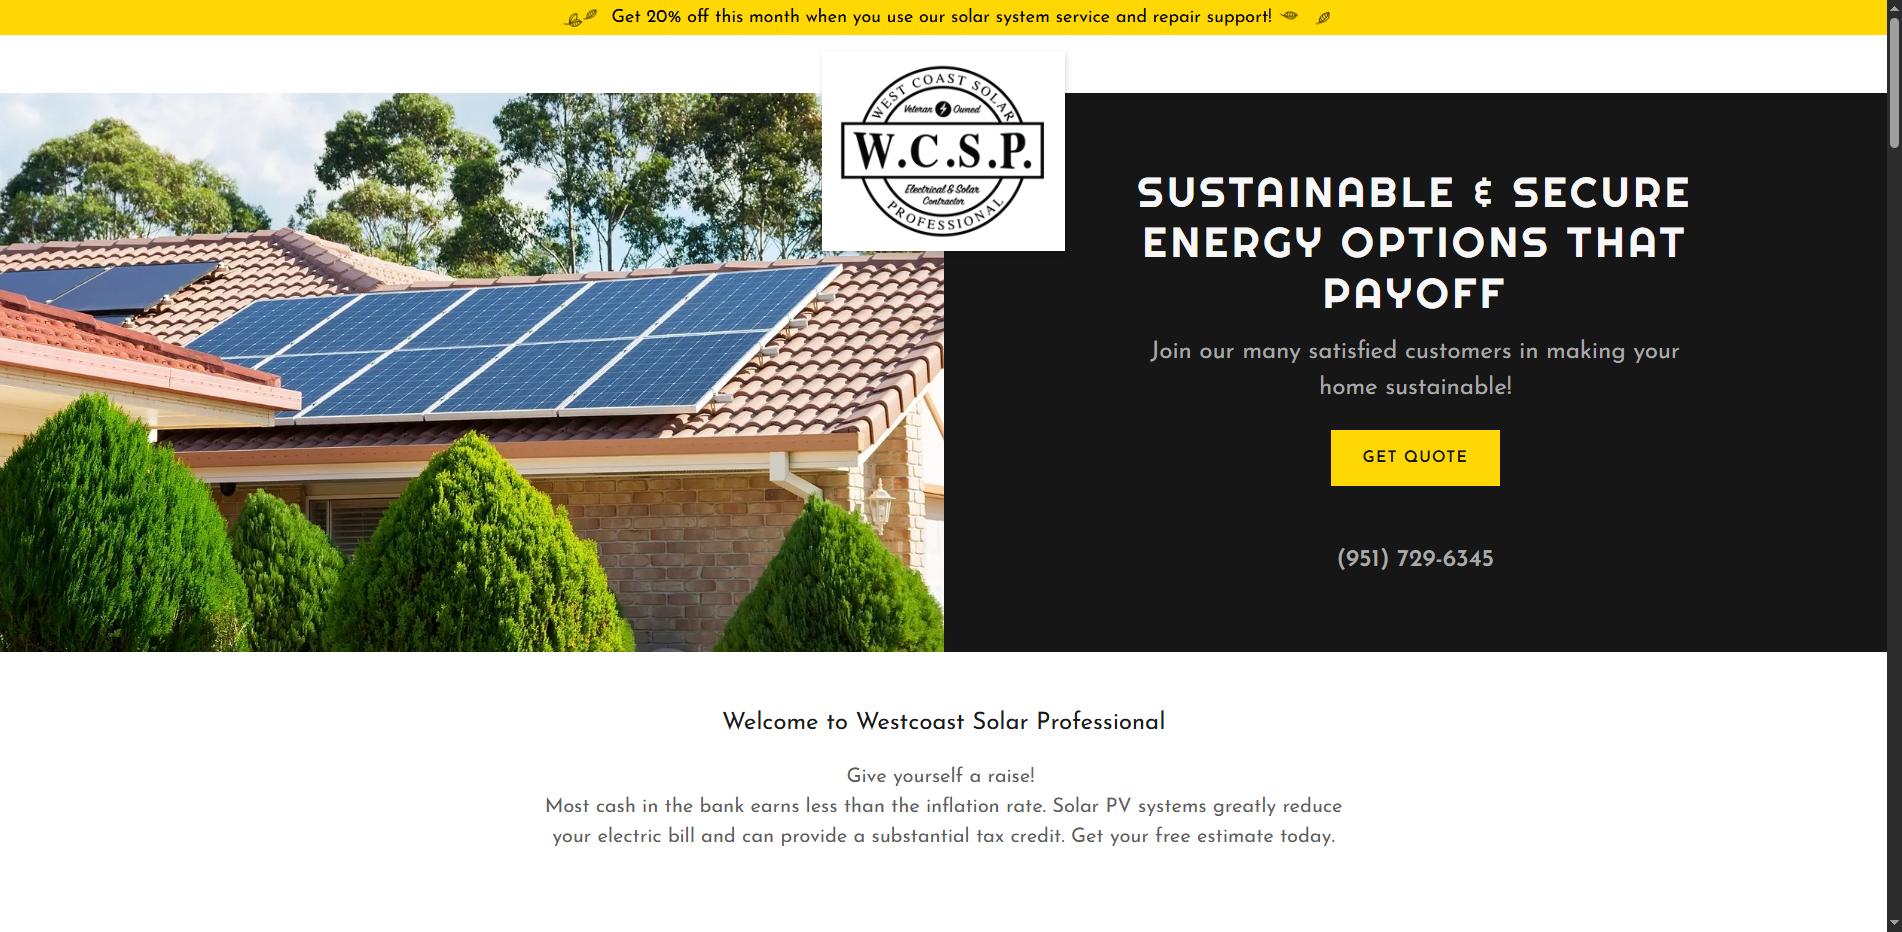 Get 20% off this month when you use our solar system service and repair support!
WEST COAST SOLAR
Veteran Owned
W.C.S.P.
Electrical & Solar
Contractor
PROFESSIONAL
SUSTAINABLE & SECURE
ENERGY OPTIONS THAT
PAYOFF
Join our many satisfied customers in making your
home sustainable!
GET QUOTE
(951) 729-6345
Welcome to Westcoast Solar Professional
Give yourself a raise!
Most cash in the bank earns less than the inflation rate. Solar PV systems greatly reduce
your electric bill and can provide a substantial tax credit. Get your free estimate today.